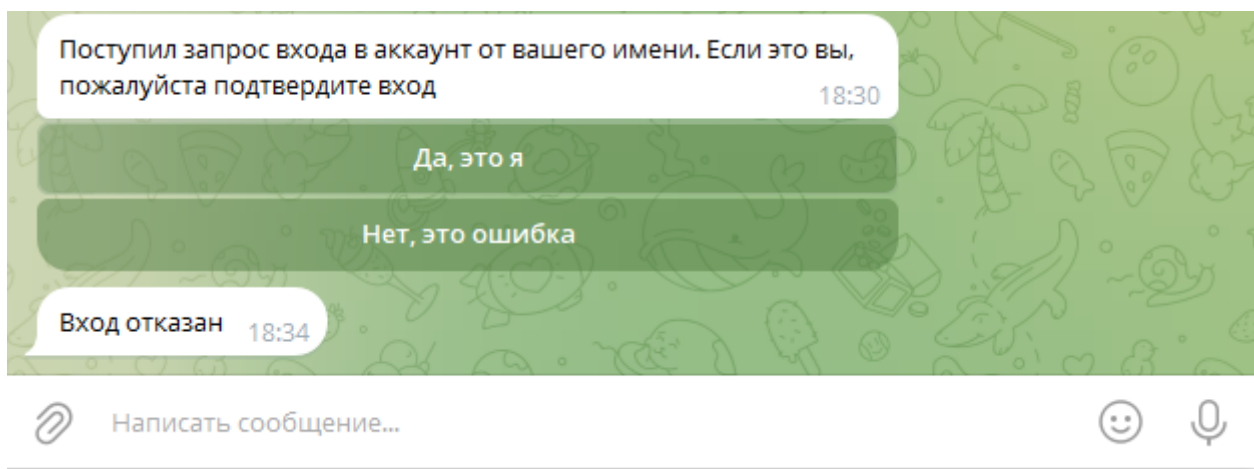 Поступил запрос входа в аккаунт от вашего имени. Если это вы,
пожалуйста подтвердите вход
18:30
Да, это я
Нет, это ошибка
Вход отказан 18:34
Написать сообщение...